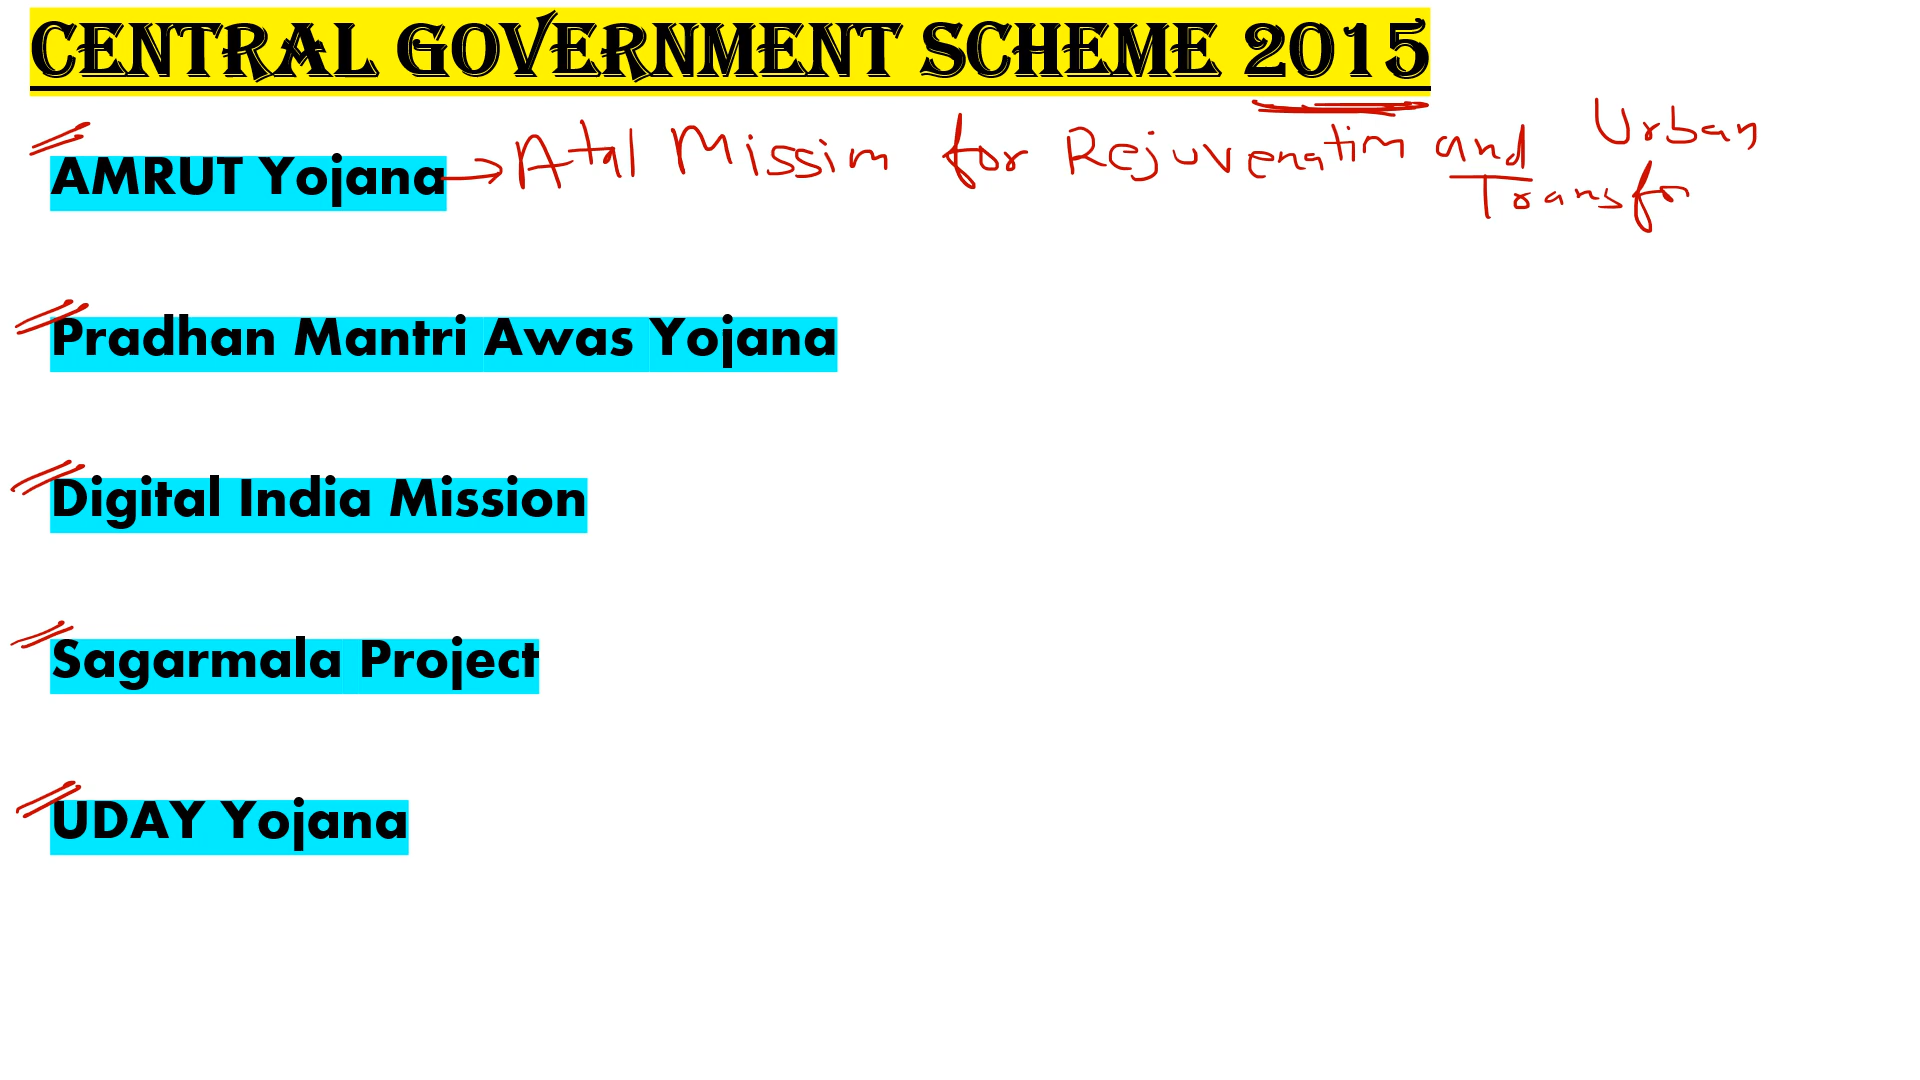 CENTRAL GOVERNMENT SCHEME 2015
AMRUT Yojana → Atal Mission for Rejuvenation and Urban
Transfo
Pradhan Mantri Awas Yojana
Digital India Mission
Sagarmala Project
UDAY Yojana